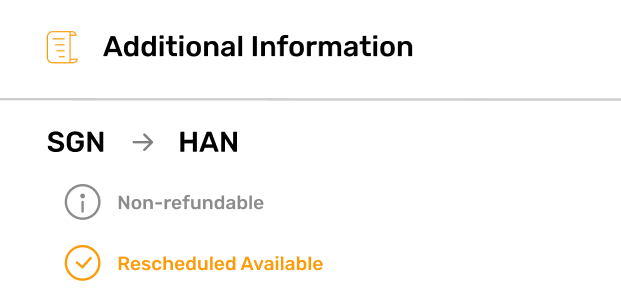 Additional Information
SGN → HAN
Non-refundable
Rescheduled Available